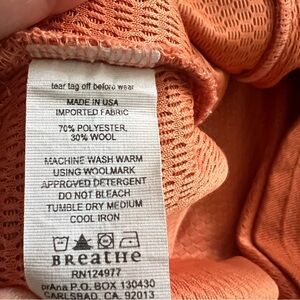 tear tag off before wear
MADE IN USA
IMPORTED FABRIC
70% POLYESTER,
30% WOOL
MACHINE WASH WARM
USING WOOLMARK
APPROVED DETERGENT
DO NOT BLEACH
TUMBLE DRY MEDIUM
COOL IRON
BReaTHe
RN124977
prAna P.O. BOX 130430
CARLSBAD, CA. 92013